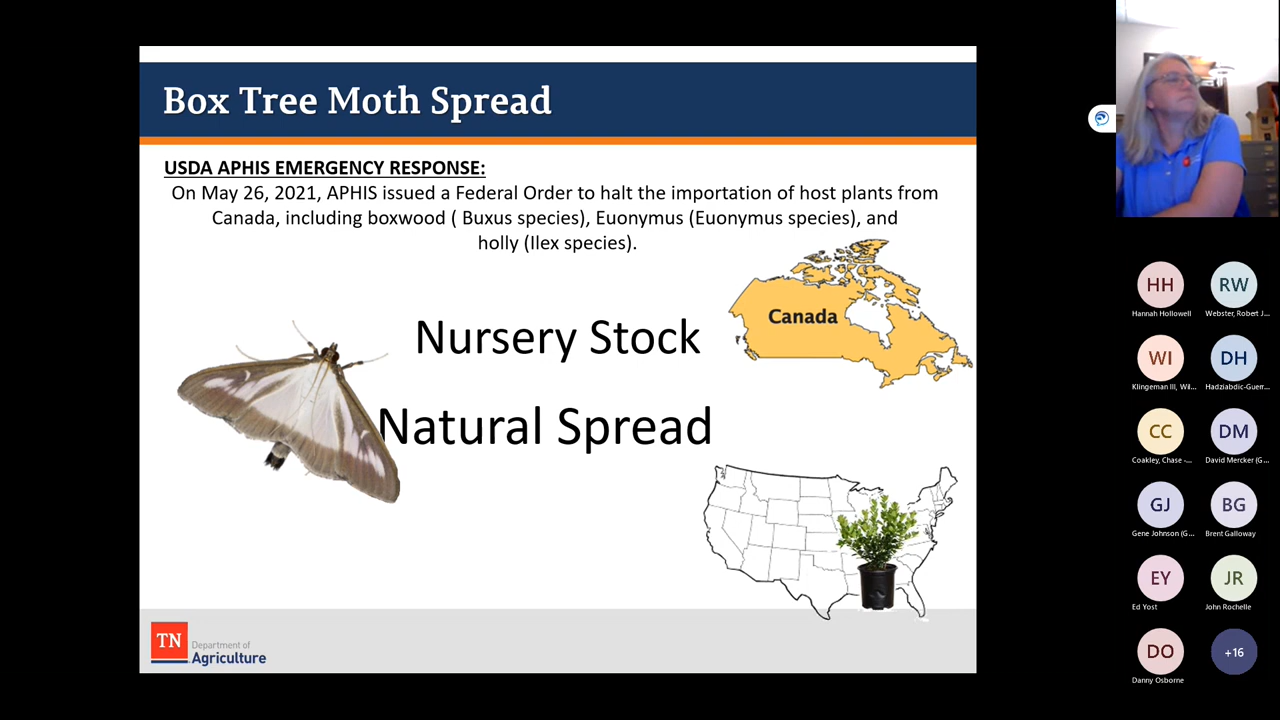 Box Tree Moth Spread
USDA APHIS EMERGENCY RESPONSE:
On May 26, 2021, APHIS issued a Federal Order to halt the importation of host plants from
Canada, including boxwood ( Buxus species), Euonymus (Euonymus species), and
holly (Ilex species).
Canada
Nursery Stock
Natural Spread
TN
Department of
Agriculture
HH
Hannah Hollowell
RW
Webster, Robert J...
WI
Klingeman III, Wil...
DH
Hadziabdic-Guerr...
CC
Coakley, Chase -...
DM
David Mercker (G...
GJ
Gene Johnson (G...
BG
Brent Galloway
EY
Ed Yost
JR
John Rochelle
DO
Danny Osborne
+16